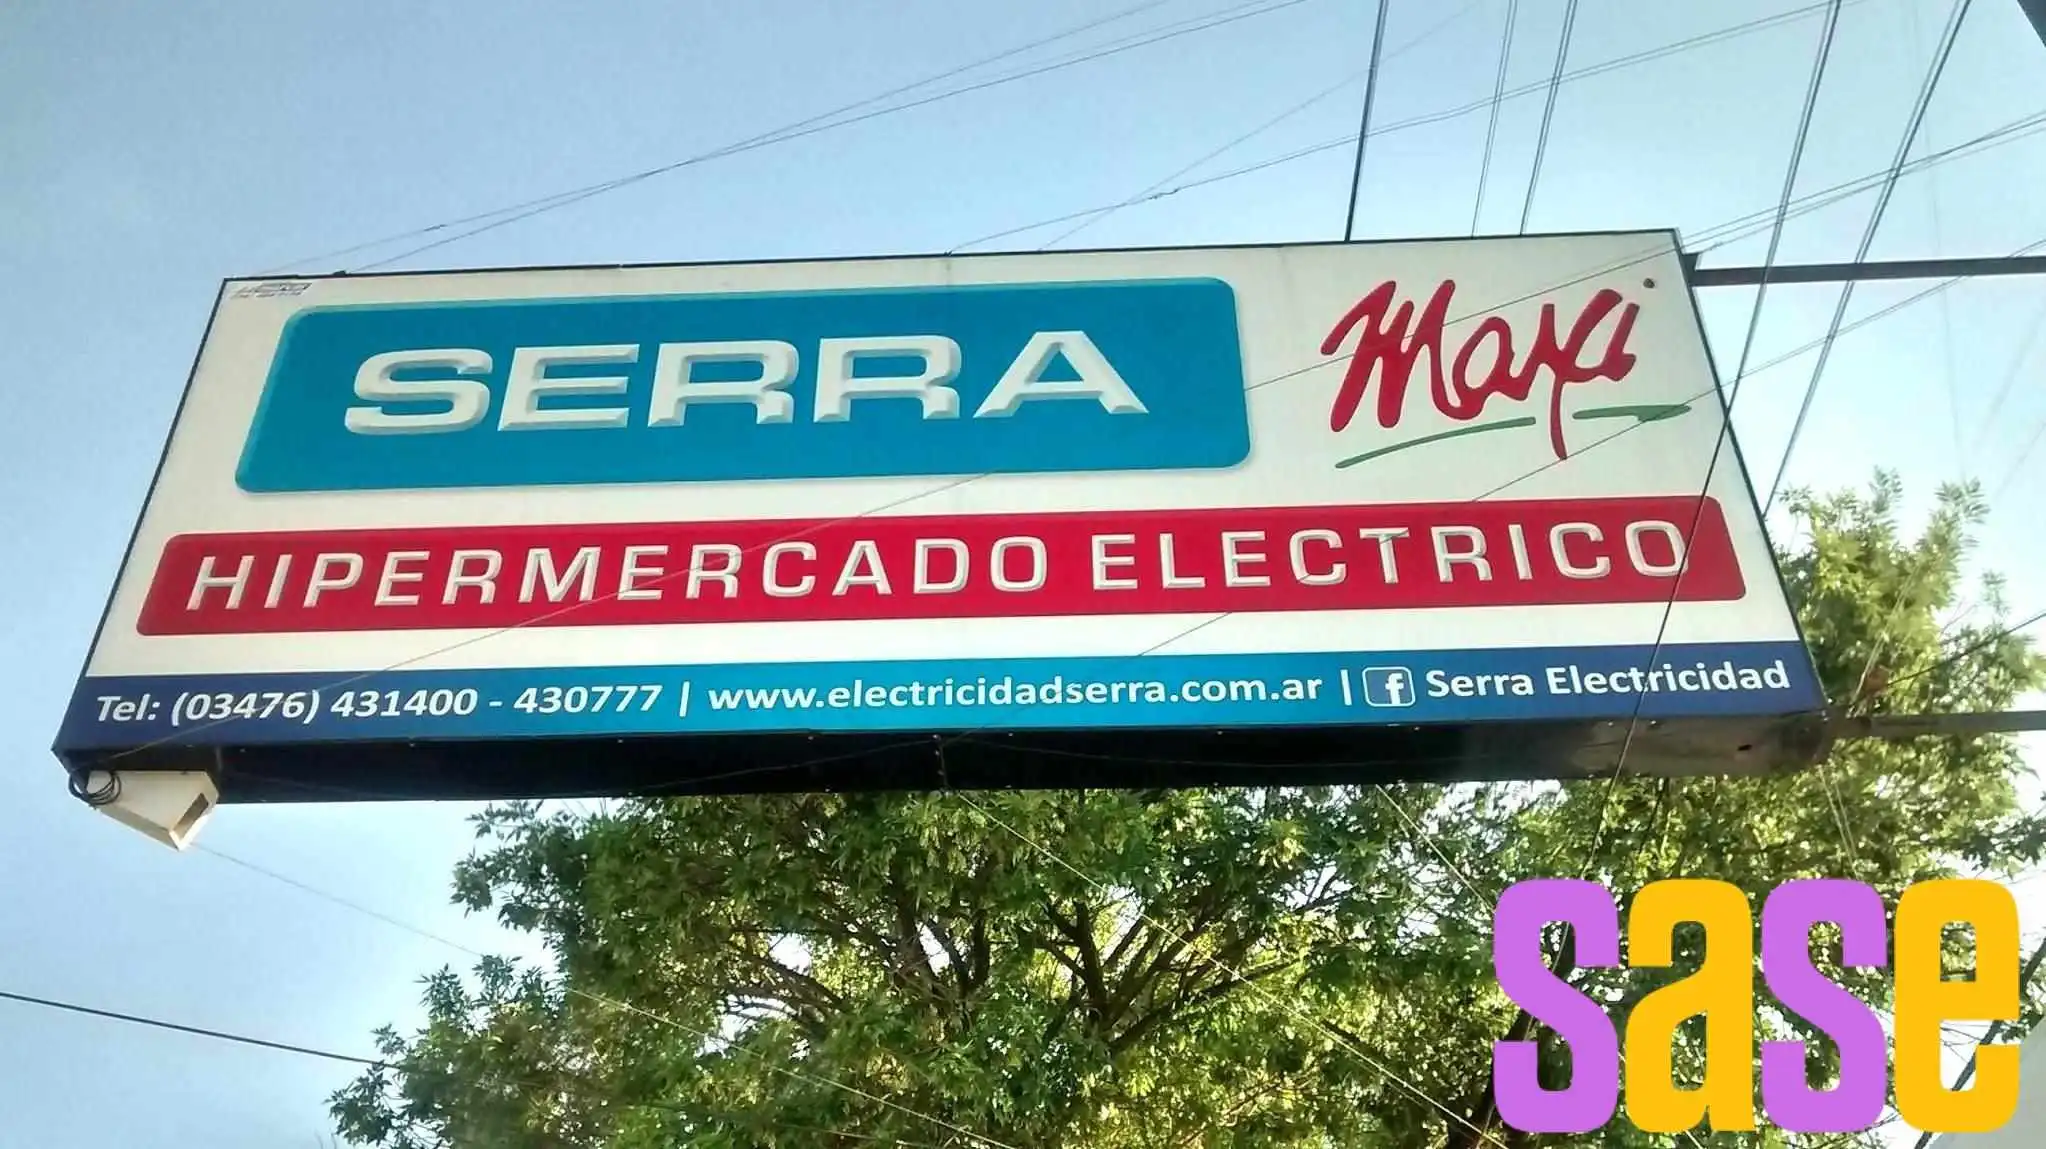 SERRA
Maxi
HIPERMERCADO ELECTRICO
Tel: (03476) 431400 - 430777 | www.electricidadserra.com.ar | f Serra Electricidad
sase